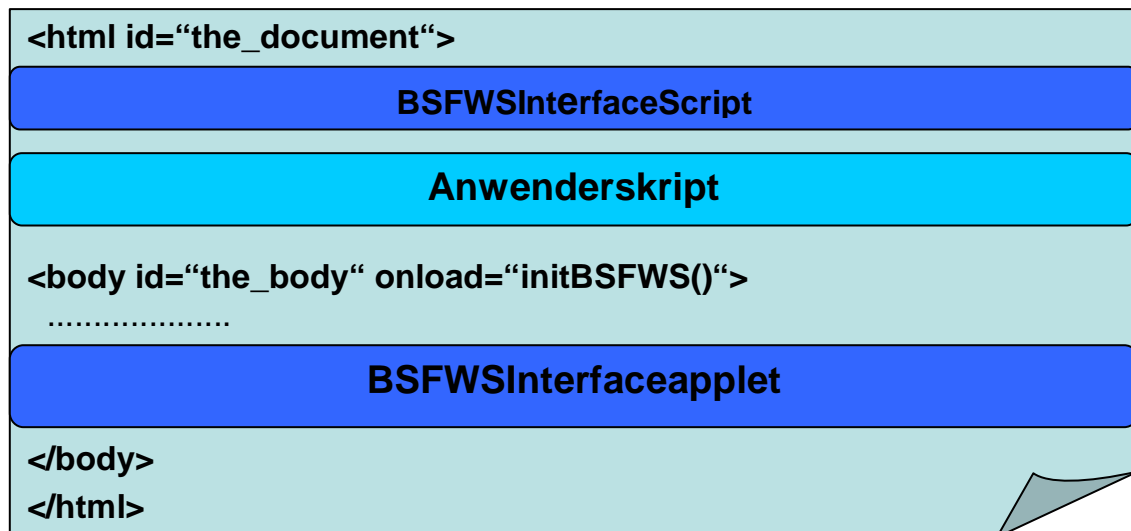 <html id=“the_document“>
BSFWSInterfaceScript
Anwenderskript
<body id=“the_body“ onload=“initBSFWS()“>
....................
BSFWSInterfaceapplet
</body>
</html>